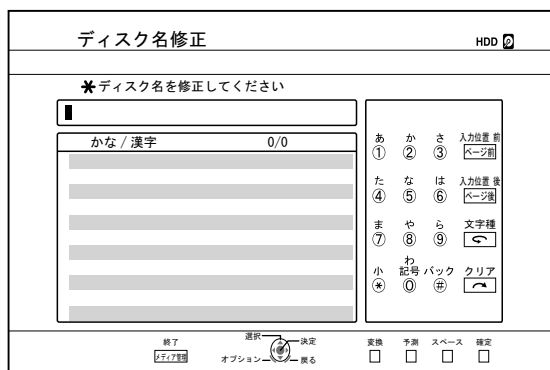 ディスク名修正
HDD
＊ディスク名を修正してください
かな / 漢字 0/0
あ か さ 入力位置 前
① ② ③ ページ前
た な は 入力位置 後
④ ⑤ ⑥ ページ後
ま や ら 文字種
⑦ ⑧ ⑨
小 わ記号 バック クリア
＊ 0 #
終了
メディア管理
選択
決定
オプション
戻る
変換 予測 スペース 確定